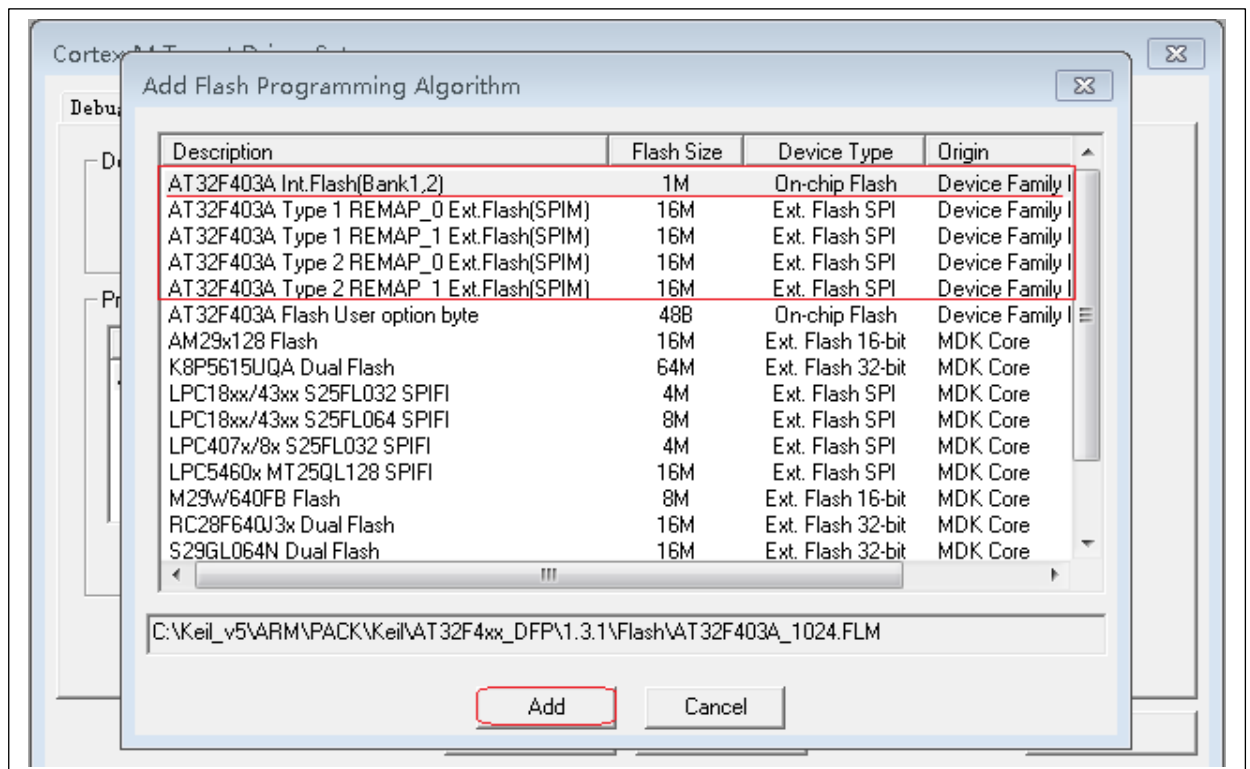 Cortex
Add Flash Programming Algorithm
Debug
Description Flash Size Device Type Origin
AT32F403A Int.Flash(Bank1,2) 1M On-chip Flash Device Family
AT32F403A Type 1 REMAP_0 Ext.Flash(SPIM) 16M Ext. Flash SPI Device Family
AT32F403A Type 1 REMAP_1 Ext.Flash(SPIM) 16M Ext. Flash SPI Device Family
AT32F403A Type 2 REMAP_0 Ext.Flash(SPIM) 16M Ext. Flash SPI Device Family
AT32F403A Type 2 REMAP_1 Ext.Flash(SPIM) 16M Ext. Flash SPI Device Family
AT32F403A Flash User option byte 48B On-chip Flash Device Family
AM29x128 Flash 16M Ext. Flash 16-bit MDK Core
K8P5615UQA Dual Flash 64M Ext. Flash 32-bit MDK Core
LPC18xx/43xx S25FL032 SPIFI 4M Ext. Flash SPI MDK Core
LPC18xx/43xx S25FL064 SPIFI 8M Ext. Flash SPI MDK Core
LPC407x/8x S25FL032 SPIFI 4M Ext. Flash SPI MDK Core
LPC5460x MT25QL128 SPIFI 16M Ext. Flash SPI MDK Core
M29W640FB Flash 8M Ext. Flash 16-bit MDK Core
RC28F640J3x Dual Flash 16M Ext. Flash 32-bit MDK Core
S29GL064N Dual Flash 16M Ext. Flash 32-bit MDK Core
C:\Keil_v5\ARM\PACK\Keil\AT32F4xx_DFP\1.3.1\Flash\AT32F403A_1024.FLM
Add Cancel